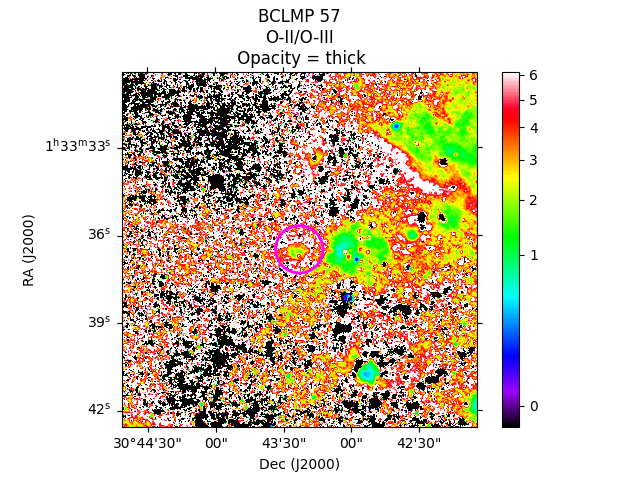 BCLMP 57
O-II/O-III
Opacity = thick
6
5
4
3
2
1
0
1ʰ33ᵐ33ˢ
36ˢ
39ˢ
42ˢ
RA (J2000)
30°44'30" 00" 43'30" 00" 42'30"
Dec (J2000)